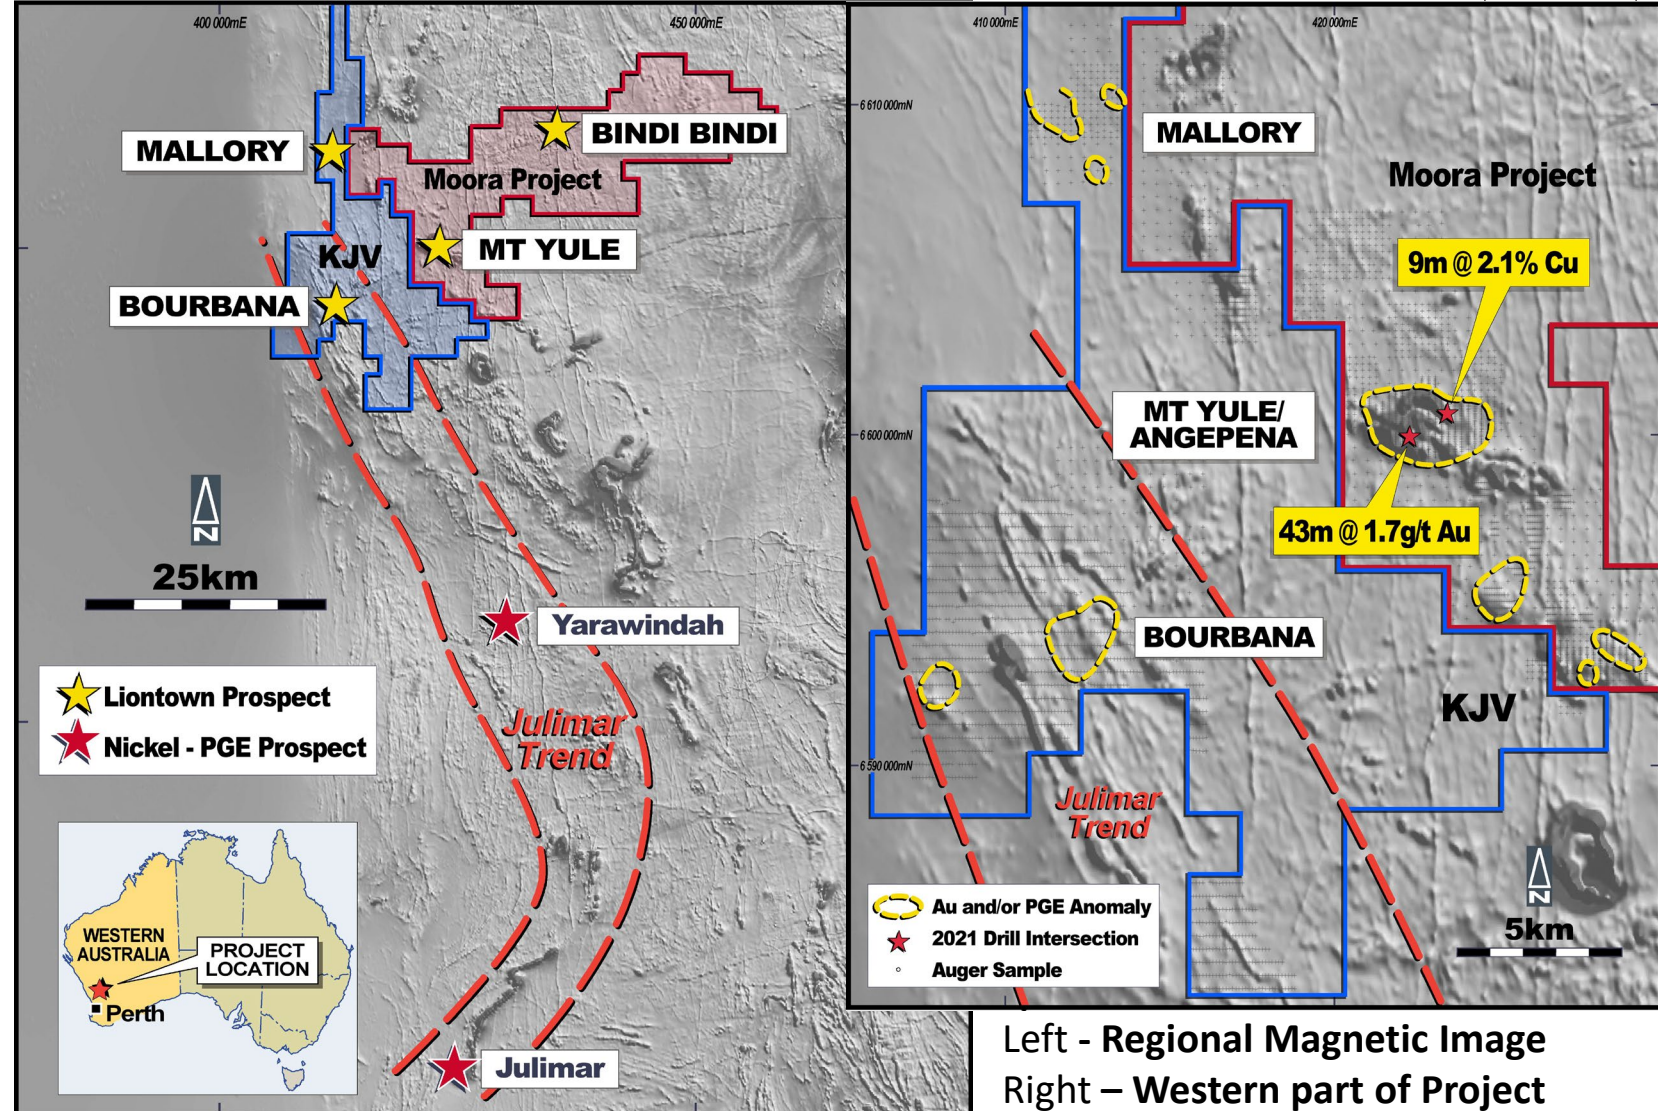 400 000mE
450 000mE
MALLORY
BINDI BINDI
Moora Project
KJV
MT YULE
BOURBANA
N
25km
Yarawindah
Liontown Prospect
Nickel - PGE Prospect
Julimar
Trend
WESTERN
AUSTRALIA
PROJECT
LOCATION
Perth
Julimar
410 000mE
420 000mE
6 610 000mN
MALLORY
Moora Project
9m @ 2.1% Cu
MT YULE/
ANGEPENA
6 600 000mN
43m @ 1.7g/t Au
BOURBANA
KJV
6 590 000mN
Julimar
Trend
N
5km
Au and/or PGE Anomaly
2021 Drill Intersection
Auger Sample
Left - Regional Magnetic Image
Right – Western part of Project